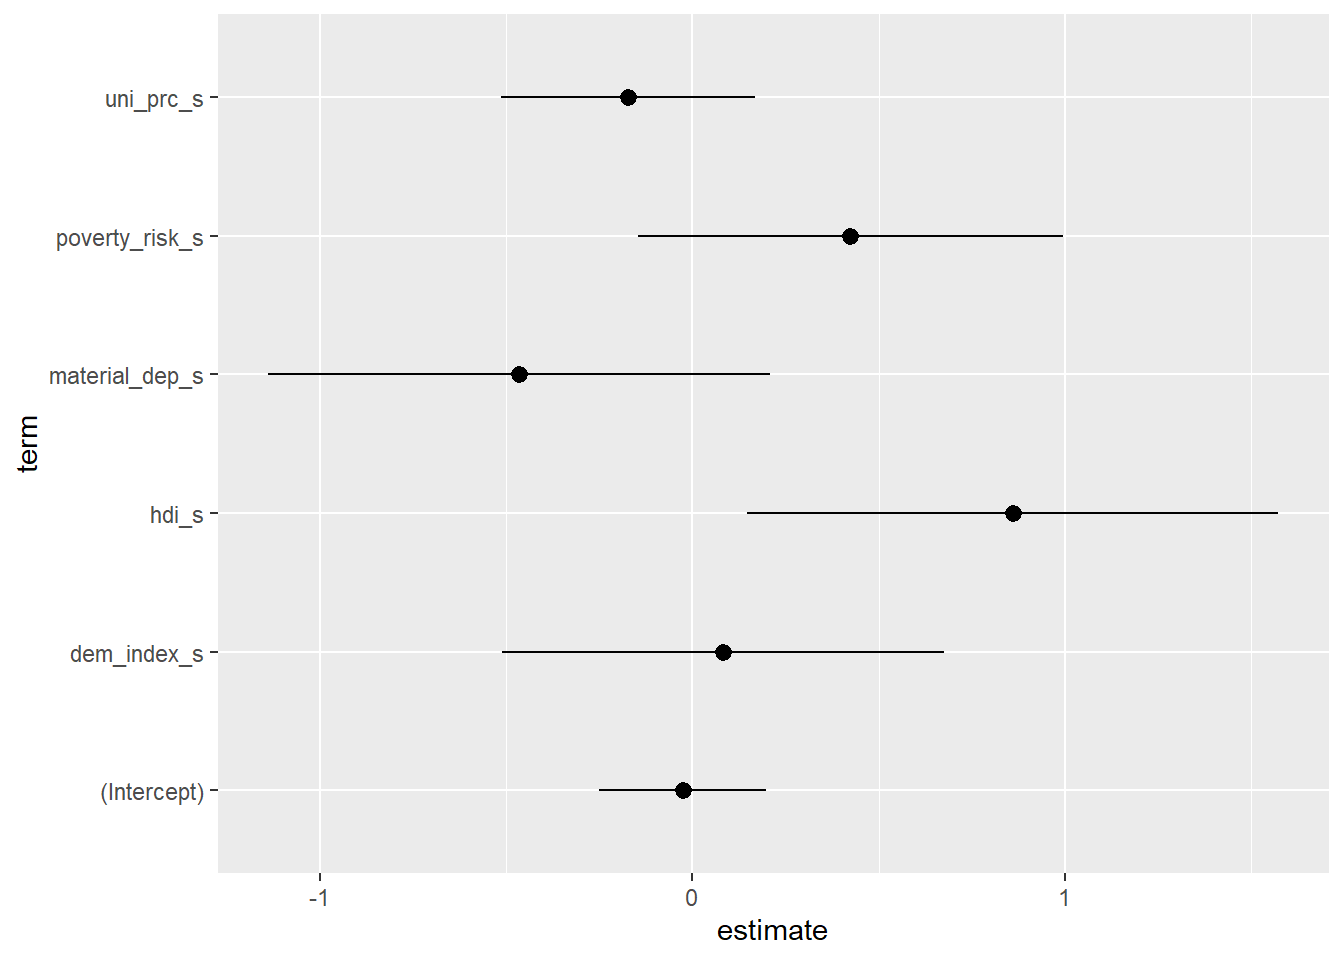 uni_prc_s
poverty_risk_s
material_dep_s
hdi_s
dem_index_s
(Intercept)
term
-1 0 1
estimate